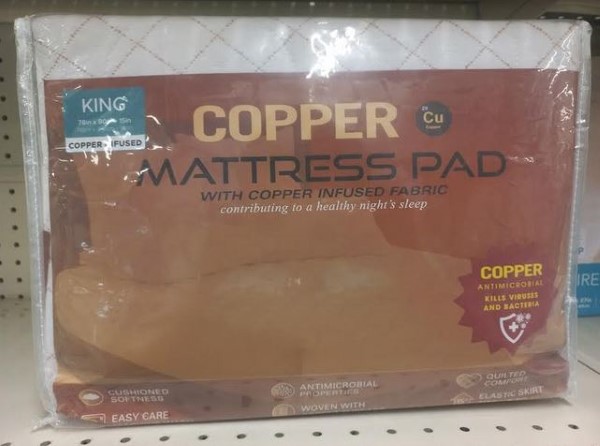 KING
COPPER INFUSED
COPPER
Cu
MATTRESS PAD
WITH COPPER INFUSED FABRIC
contributing to a healthy night's sleep
COPPER
ANTIMICROBIAL
KILLS VIRUSES
AND BACTERIA
CUSHIONED
SOFTNESS
ANTIMICROBIAL
PROPERTIES
QUILTED
COMFORT
EASY CARE
WOVEN WITH
ELASTIC SKIRT